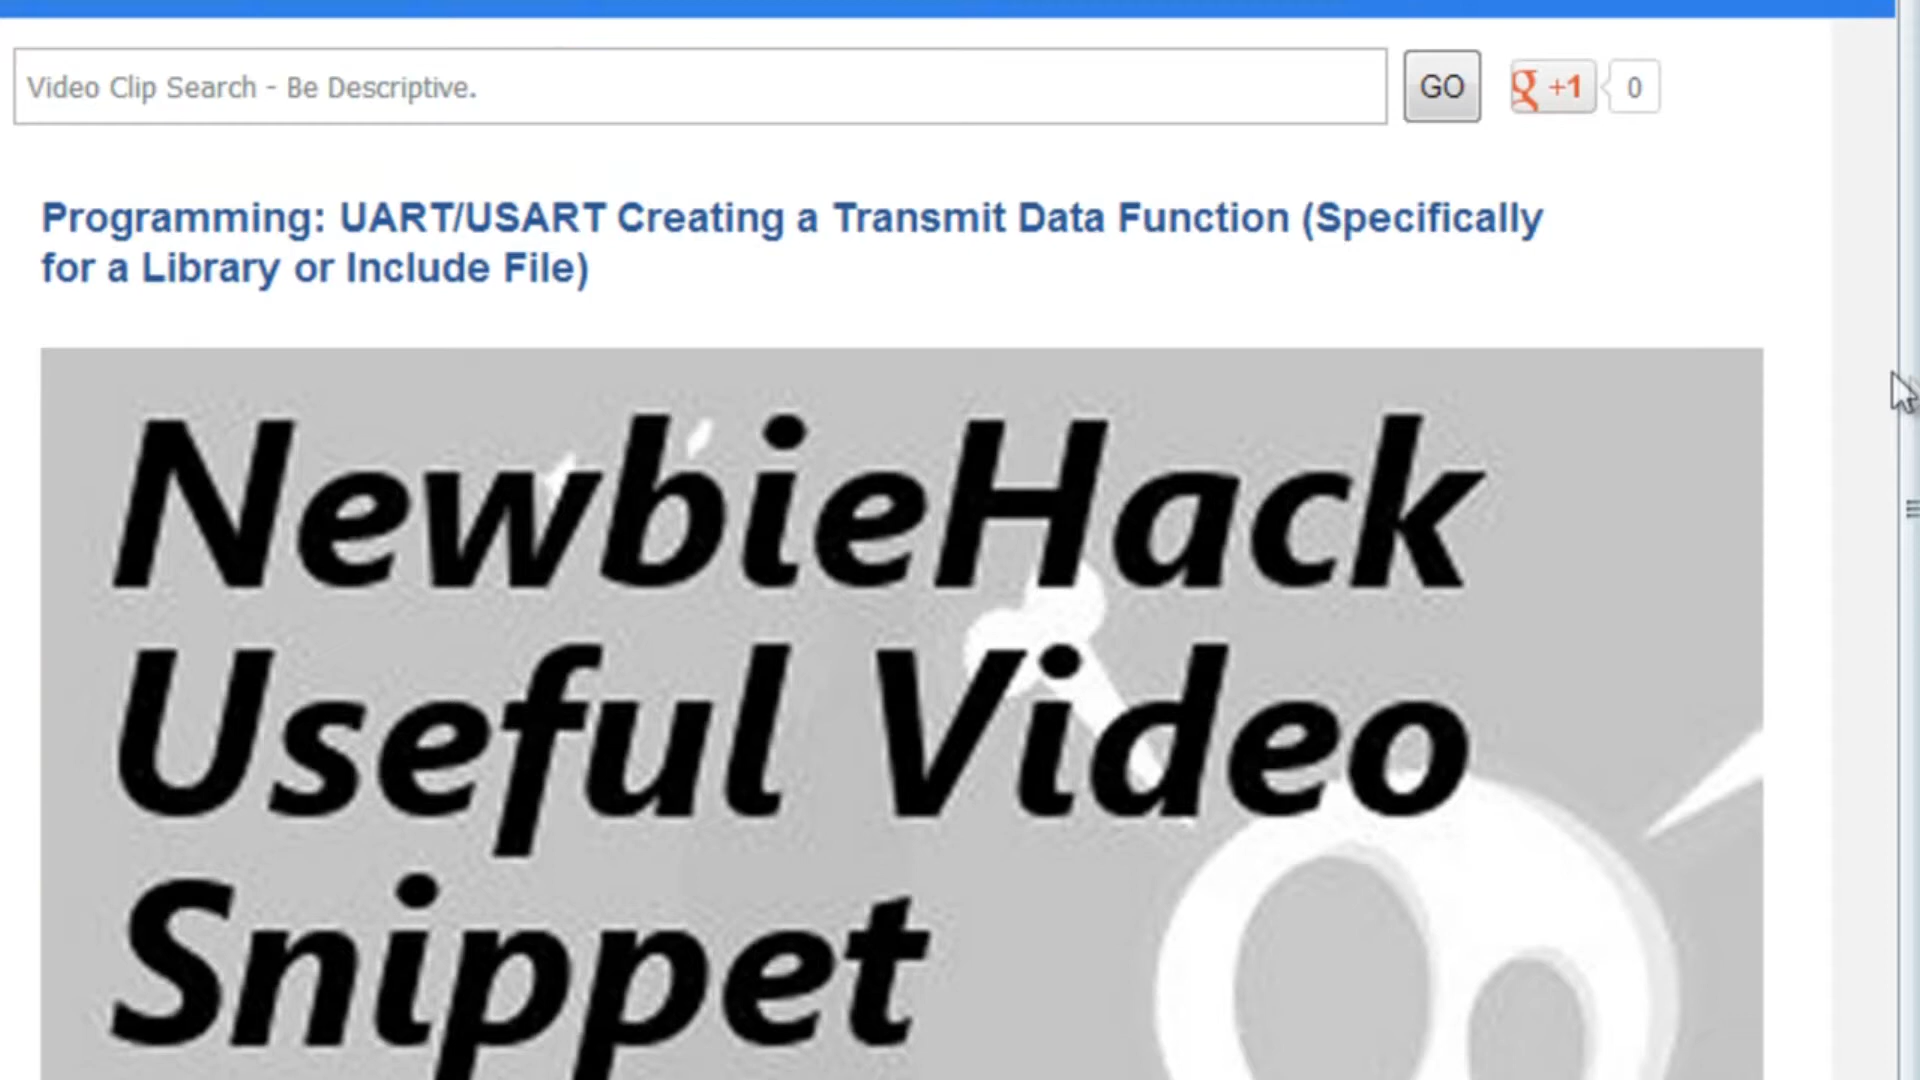 Video Clip Search - Be Descriptive.
GO
g +1
0
Programming: UART/USART Creating a Transmit Data Function (Specifically
for a Library or Include File)
NewbieHack
Useful Video
Snippet